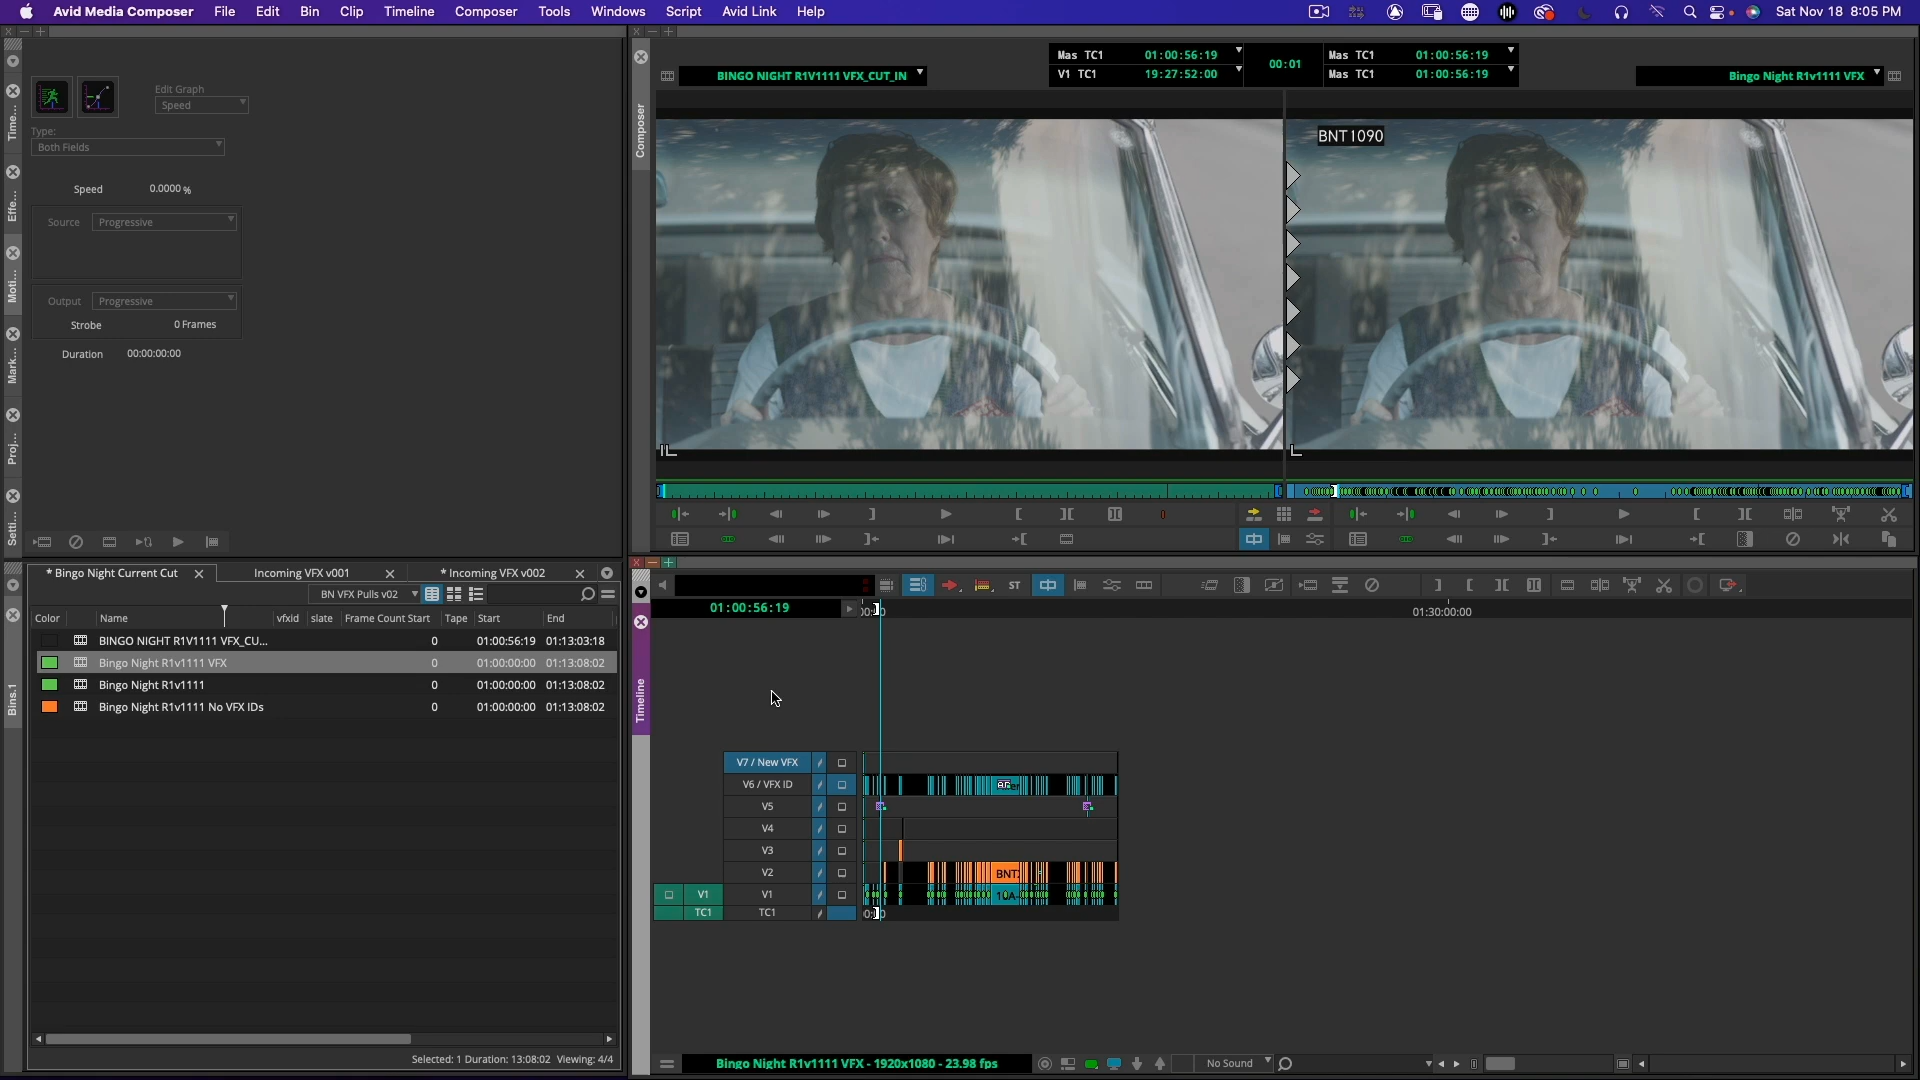 Avid Media Composer File Edit Bin Clip Timeline Composer Tools Windows Script Avid Link Help
Sat Nov 18 8:05 PM
Edit Graph
Speed
Type:
Both Fields
Speed 0.0000 %
Source Progressive
Output Progressive
Strobe 0 Frames
Duration 00:00:00:00
Time...
Effe...
Moti...
Mark...
Proj...
Setti...
Composer
BINGO NIGHT R1V1111 VFX_CUT_IN
Mas TC1 01:00:56:19
V1 TC1 19:27:52:00
00:01
Mas TC1 01:00:56:19
Mas TC1 01:00:56:19
Bingo Night R1v1111 VFX
BNT1090
* Bingo Night Current Cut
Incoming VFX v001
* Incoming VFX v002
BN VFX Pulls v02
Color Name vfxid slate Frame Count Start Tape Start End
BINGO NIGHT R1V1111 VFX_CU... 0 01:00:56:19 01:13:03:18
Bingo Night R1v1111 VFX 0 01:00:00:00 01:13:08:02
Bingo Night R1v1111 0 01:00:00:00 01:13:08:02
Bingo Night R1v1111 No VFX IDs 0 01:00:00:00 01:13:08:02
Selected: 1 Duration: 13:08:02 Viewing: 4/4
Bins.1
Timeline
ST
01:00:56:19
01:30:00:00
V7 / New VFX
V6 / VFX ID
V5
V4
V3
V2
BNT
V1 V1
TC1 TC1
Bingo Night R1v1111 VFX - 1920x1080 - 23.98 fps
No Sound